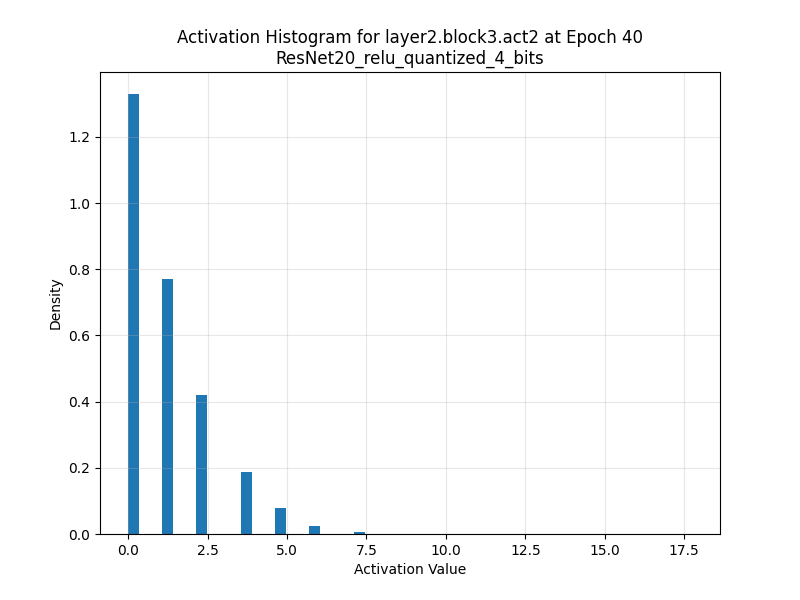 Activation Histogram for layer2.block3.act2 at Epoch 40
ResNet20_relu_quantized_4_bits
Density
1.2
1.0
0.8
0.6
0.4
0.2
0.0
0.0 2.5 5.0 7.5 10.0 12.5 15.0 17.5
Activation Value